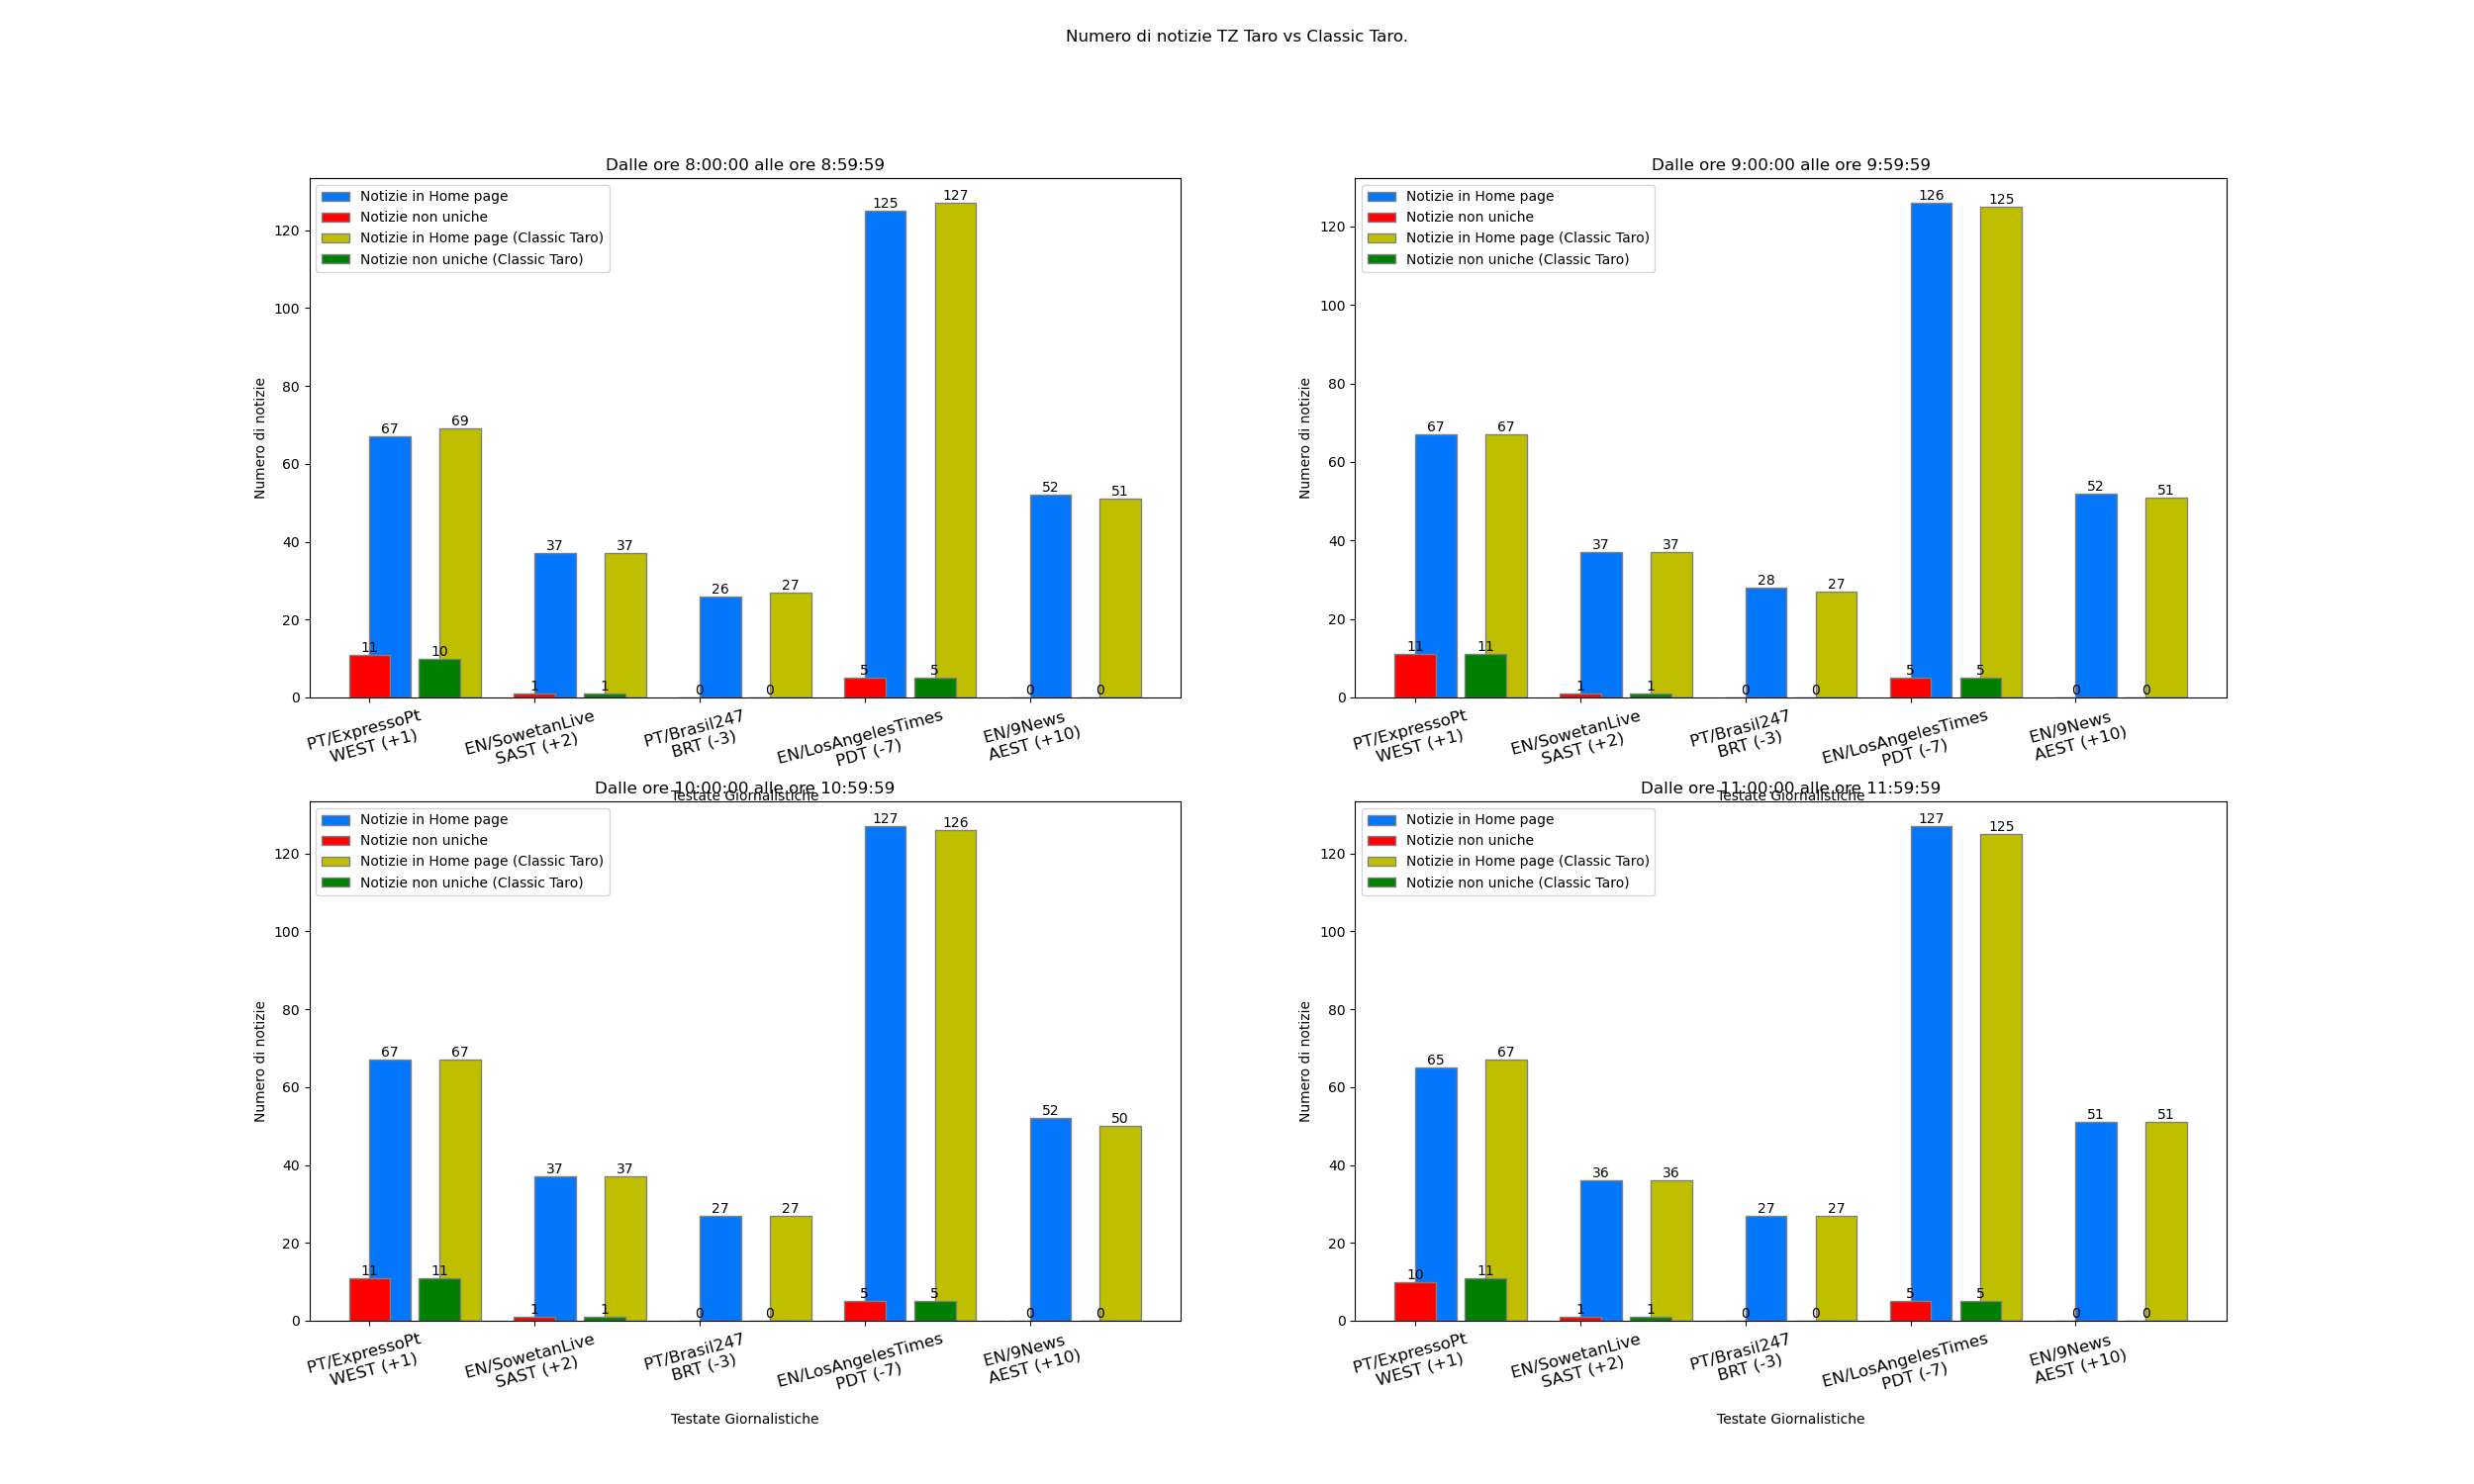 Numero di notizie TZ Taro vs Classic Taro.
Dalle ore 8:00:00 alle ore 8:59:59
Notizie in Home page
Notizie non uniche
Notizie in Home page (Classic Taro)
Notizie non uniche (Classic Taro)
Numero di notizie
120
100
80
60
40
20
0
67
69
11
10
37
37
1
1
26
27
0
0
125
127
5
5
52
51
0
0
PT/ExpressoPt
WEST (+1)
EN/SowetanLive
SAST (+2)
PT/Brasil247
BRT (-3)
EN/LosAngelesTimes
PDT (-7)
EN/9News
AEST (+10)
Testate Giornalistiche
Dalle ore 9:00:00 alle ore 9:59:59
Notizie in Home page
Notizie non uniche
Notizie in Home page (Classic Taro)
Notizie non uniche (Classic Taro)
Numero di notizie
120
100
80
60
40
20
0
67
67
11
11
37
37
1
1
28
27
0
0
126
125
5
5
52
51
0
0
PT/ExpressoPt
WEST (+1)
EN/SowetanLive
SAST (+2)
PT/Brasil247
BRT (-3)
EN/LosAngelesTimes
PDT (-7)
EN/9News
AEST (+10)
Testate Giornalistiche
Dalle ore 10:00:00 alle ore 10:59:59
Notizie in Home page
Notizie non uniche
Notizie in Home page (Classic Taro)
Notizie non uniche (Classic Taro)
Numero di notizie
120
100
80
60
40
20
0
67
67
11
11
37
37
1
1
27
27
0
0
127
126
5
5
52
50
0
0
PT/ExpressoPt
WEST (+1)
EN/SowetanLive
SAST (+2)
PT/Brasil247
BRT (-3)
EN/LosAngelesTimes
PDT (-7)
EN/9News
AEST (+10)
Testate Giornalistiche
Dalle ore 11:00:00 alle ore 11:59:59
Notizie in Home page
Notizie non uniche
Notizie in Home page (Classic Taro)
Notizie non uniche (Classic Taro)
Numero di notizie
120
100
80
60
40
20
0
65
67
10
11
36
36
1
1
27
27
0
0
127
125
5
5
51
51
0
0
PT/ExpressoPt
WEST (+1)
EN/SowetanLive
SAST (+2)
PT/Brasil247
BRT (-3)
EN/LosAngelesTimes
PDT (-7)
EN/9News
AEST (+10)
Testate Giornalistiche